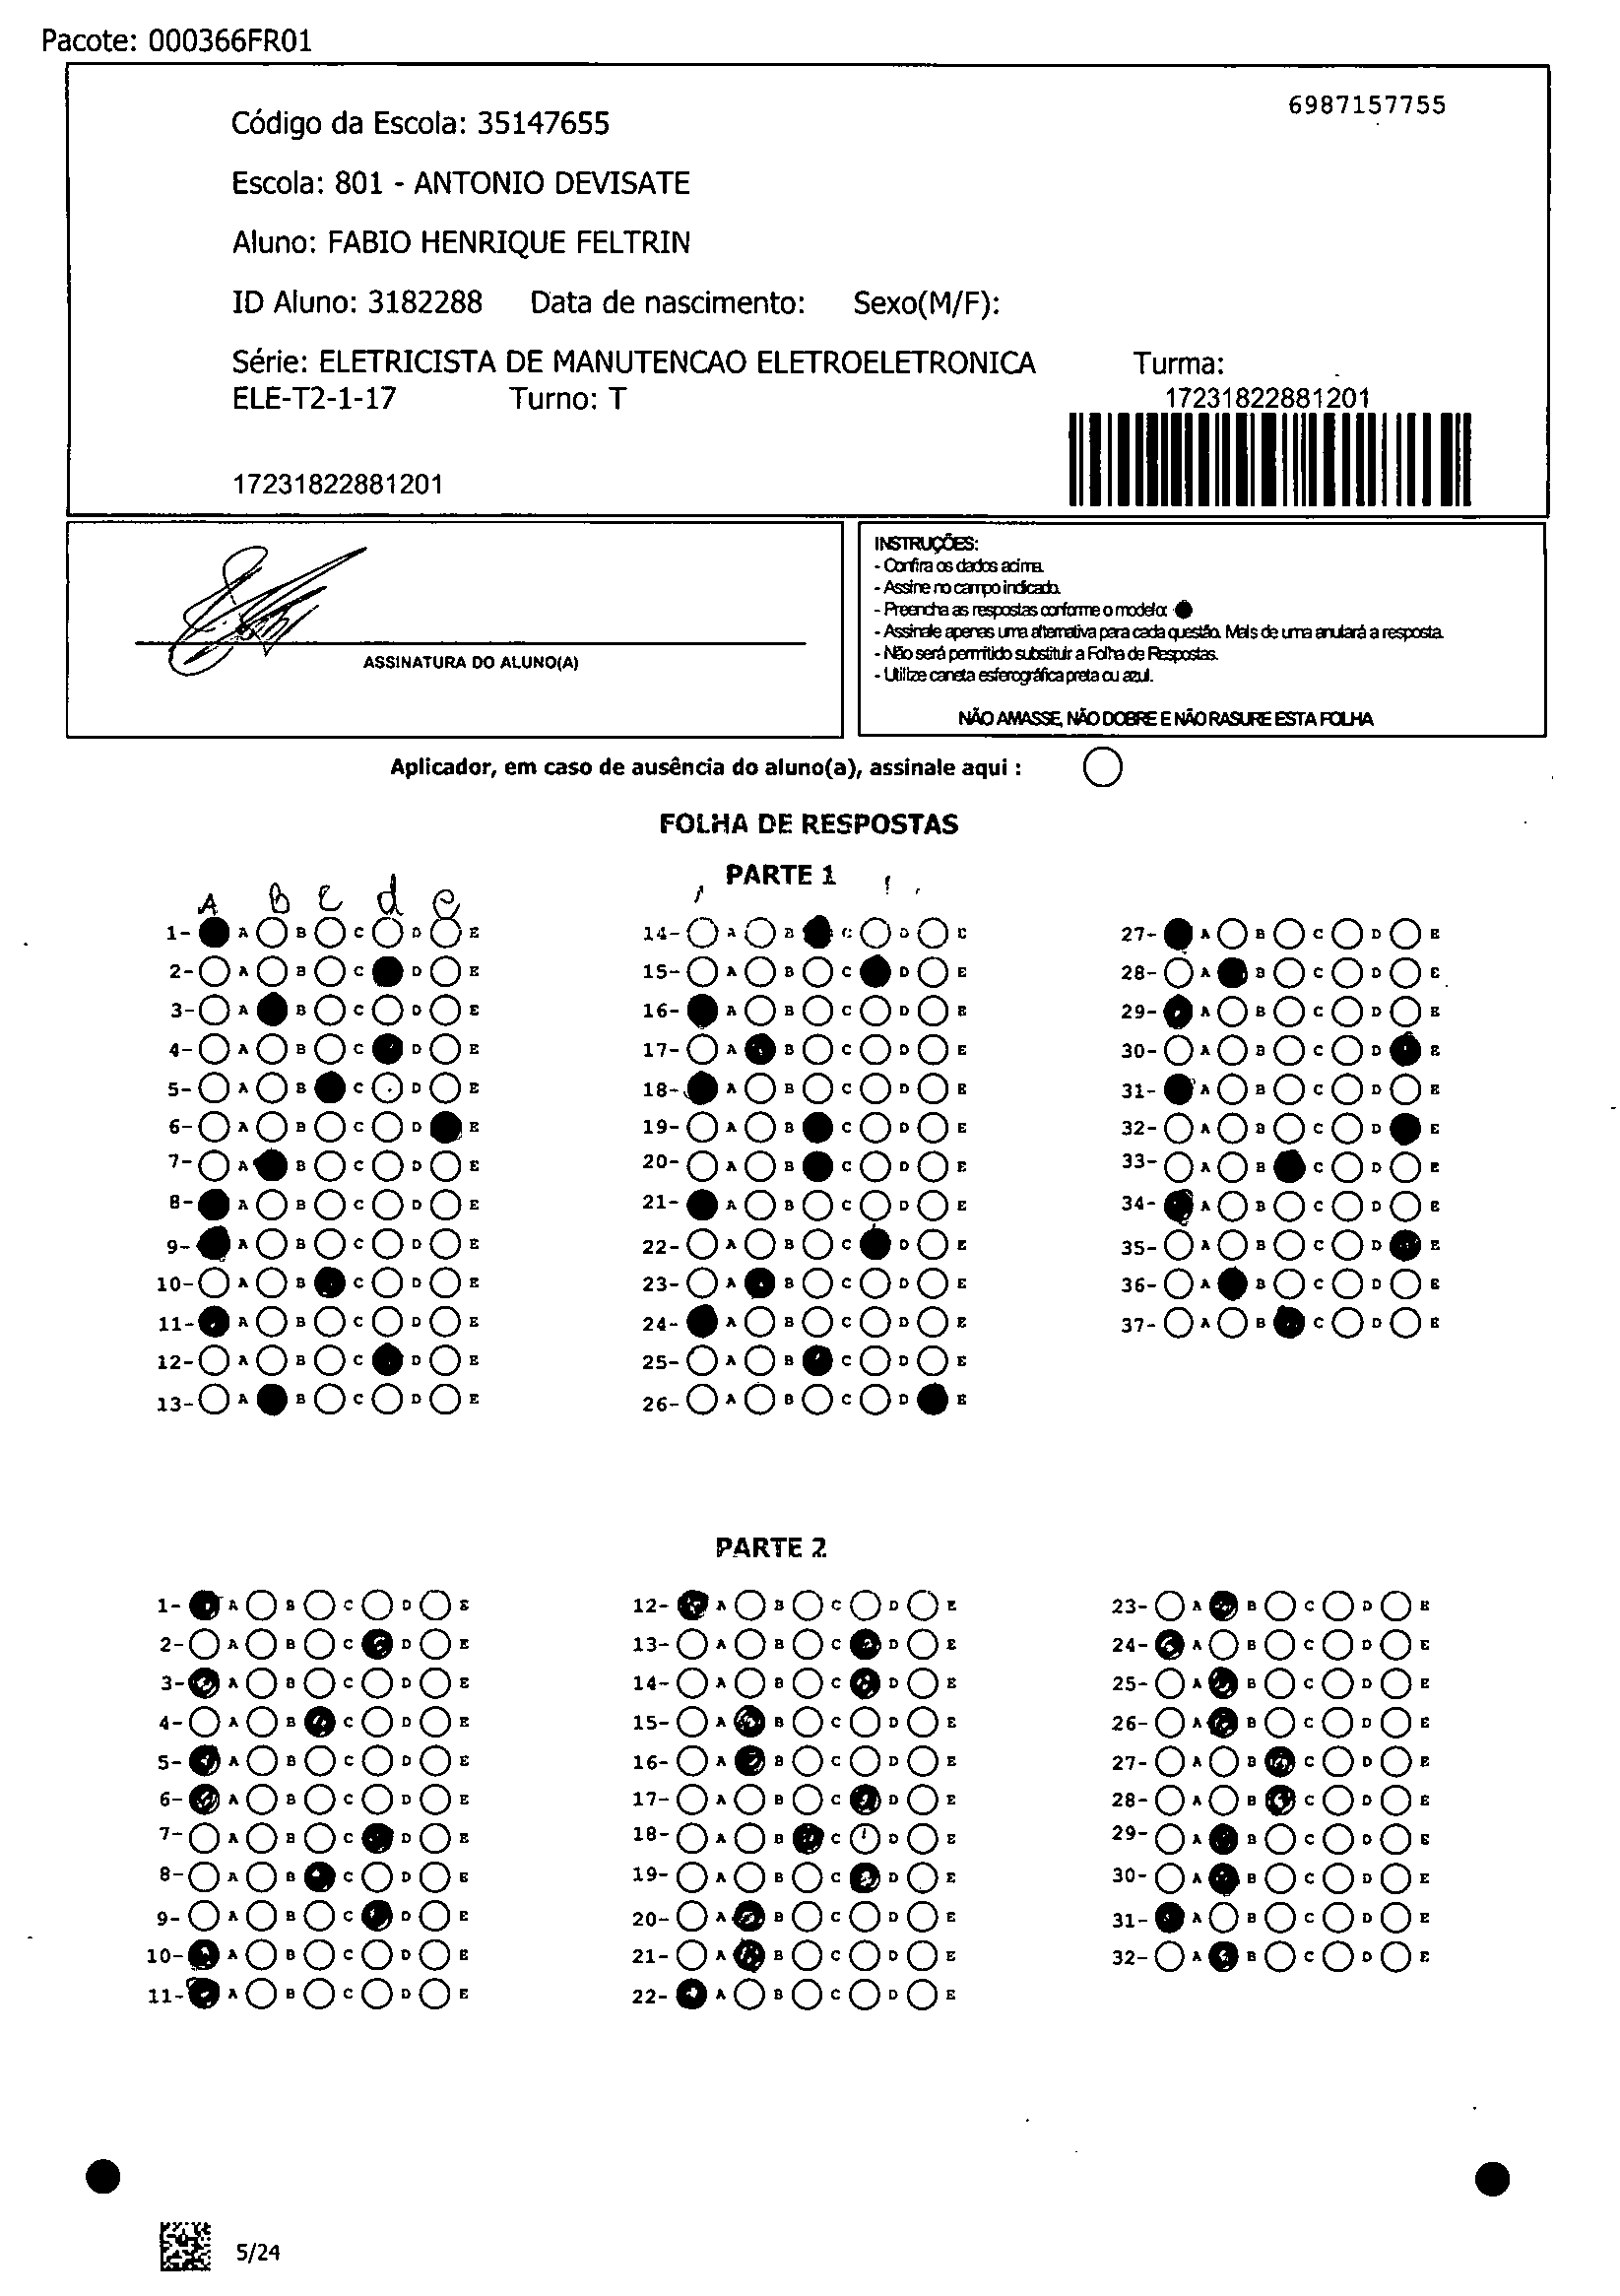 Pacote: 000366FR01
6987157755
Código da Escola: 35147655
Escola: 801 - ANTONIO DEVISATE
Aluno: FABIO HENRIQUE FELTRIN
ID Aluno: 3182288 Data de nascimento: Sexo(M/F):
Série: ELETRICISTA DE MANUTENCAO ELETROELETRONICA Turma:
ELE-T2-1-17 Turno: T
17231822881201
17231822881201
ASSINATURA DO ALUNO(A)
INSTRUÇÕES:
- Confira os dados acima.
- Assine no campo indicado.
- Preencha as respostas conforme o modelo:
- Assinale apenas uma alternativa para cada questão. Mais de uma anulará a resposta.
- Não será permitido substituir a Folha de Respostas.
- Utilize caneta esferográfica preta ou azul.
NÃO AMASSE, NÃO DOBRE E NÃO RASURE ESTA FOLHA
Aplicador, em caso de ausência do aluno(a), assinale aqui :
FOLHA DE RESPOSTAS
PARTE 1
A B C d e
1- A B C D E 14- A B C D E 27- A B C D E
2- A B C D E 15- A B C D E 28- A B C D E
3- A B C D E 16- A B C D E 29- A B C D E
4- A B C D E 17- A B C D E 30- A B C D E
5- A B C D E 18- A B C D E 31- A B C D E
6- A B C D E 19- A B C D E 32- A B C D E
7- A B C D E 20- A B C D E 33- A B C D E
8- A B C D E 21- A B C D E 34- A B C D E
9- A B C D E 22- A B C D E 35- A B C D E
10- A B C D E 23- A B C D E 36- A B C D E
11- A B C D E 24- A B C D E 37- A B C D E
12- A B C D E 25- A B C D E
13- A B C D E 26- A B C D E
PARTE 2
1- A B C D E 12- A B C D E 23- A B C D E
2- A B C D E 13- A B C D E 24- A B C D E
3- A B C D E 14- A B C D E 25- A B C D E
4- A B C D E 15- A B C D E 26- A B C D E
5- A B C D E 16- A B C D E 27- A B C D E
6- A B C D E 17- A B C D E 28- A B C D E
7- A B C D E 18- A B C D E 29- A B C D E
8- A B C D E 19- A B C D E 30- A B C D E
9- A B C D E 20- A B C D E 31- A B C D E
10- A B C D E 21- A B C D E 32- A B C D E
11- A B C D E 22- A B C D E
5/24